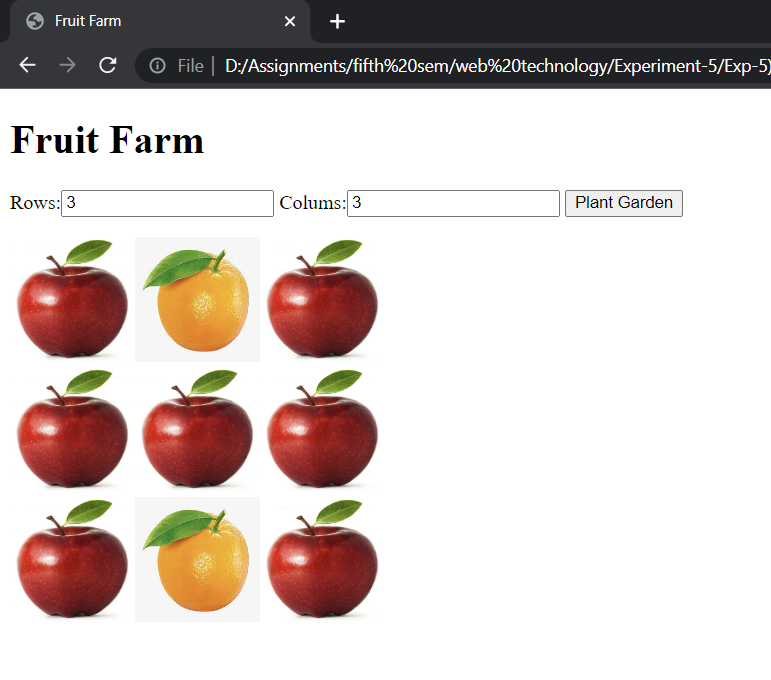 Fruit Farm
File | D:/Assignments/fifth%20sem/web%20technology/Experiment-5/Exp-5)
Fruit Farm
Rows: 3 Colums: 3 Plant Garden